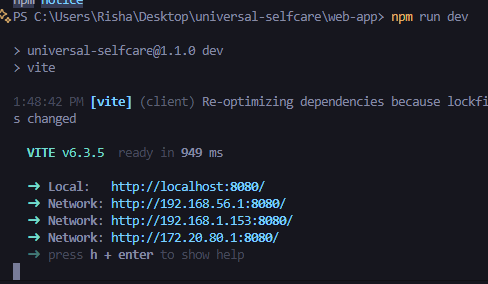 npm notice
PS C:\Users\Risha\Desktop\universal-selfcare\web-app> npm run dev
> universal-selfcare@1.1.0 dev
> vite
1:48:42 PM [vite] (client) Re-optimizing dependencies because lockfi
s changed
VITE v6.3.5 ready in 949 ms
➜ Local: http://localhost:8080/
➜ Network: http://192.168.56.1:8080/
➜ Network: http://192.168.1.153:8080/
➜ Network: http://172.20.80.1:8080/
➜ press h + enter to show help